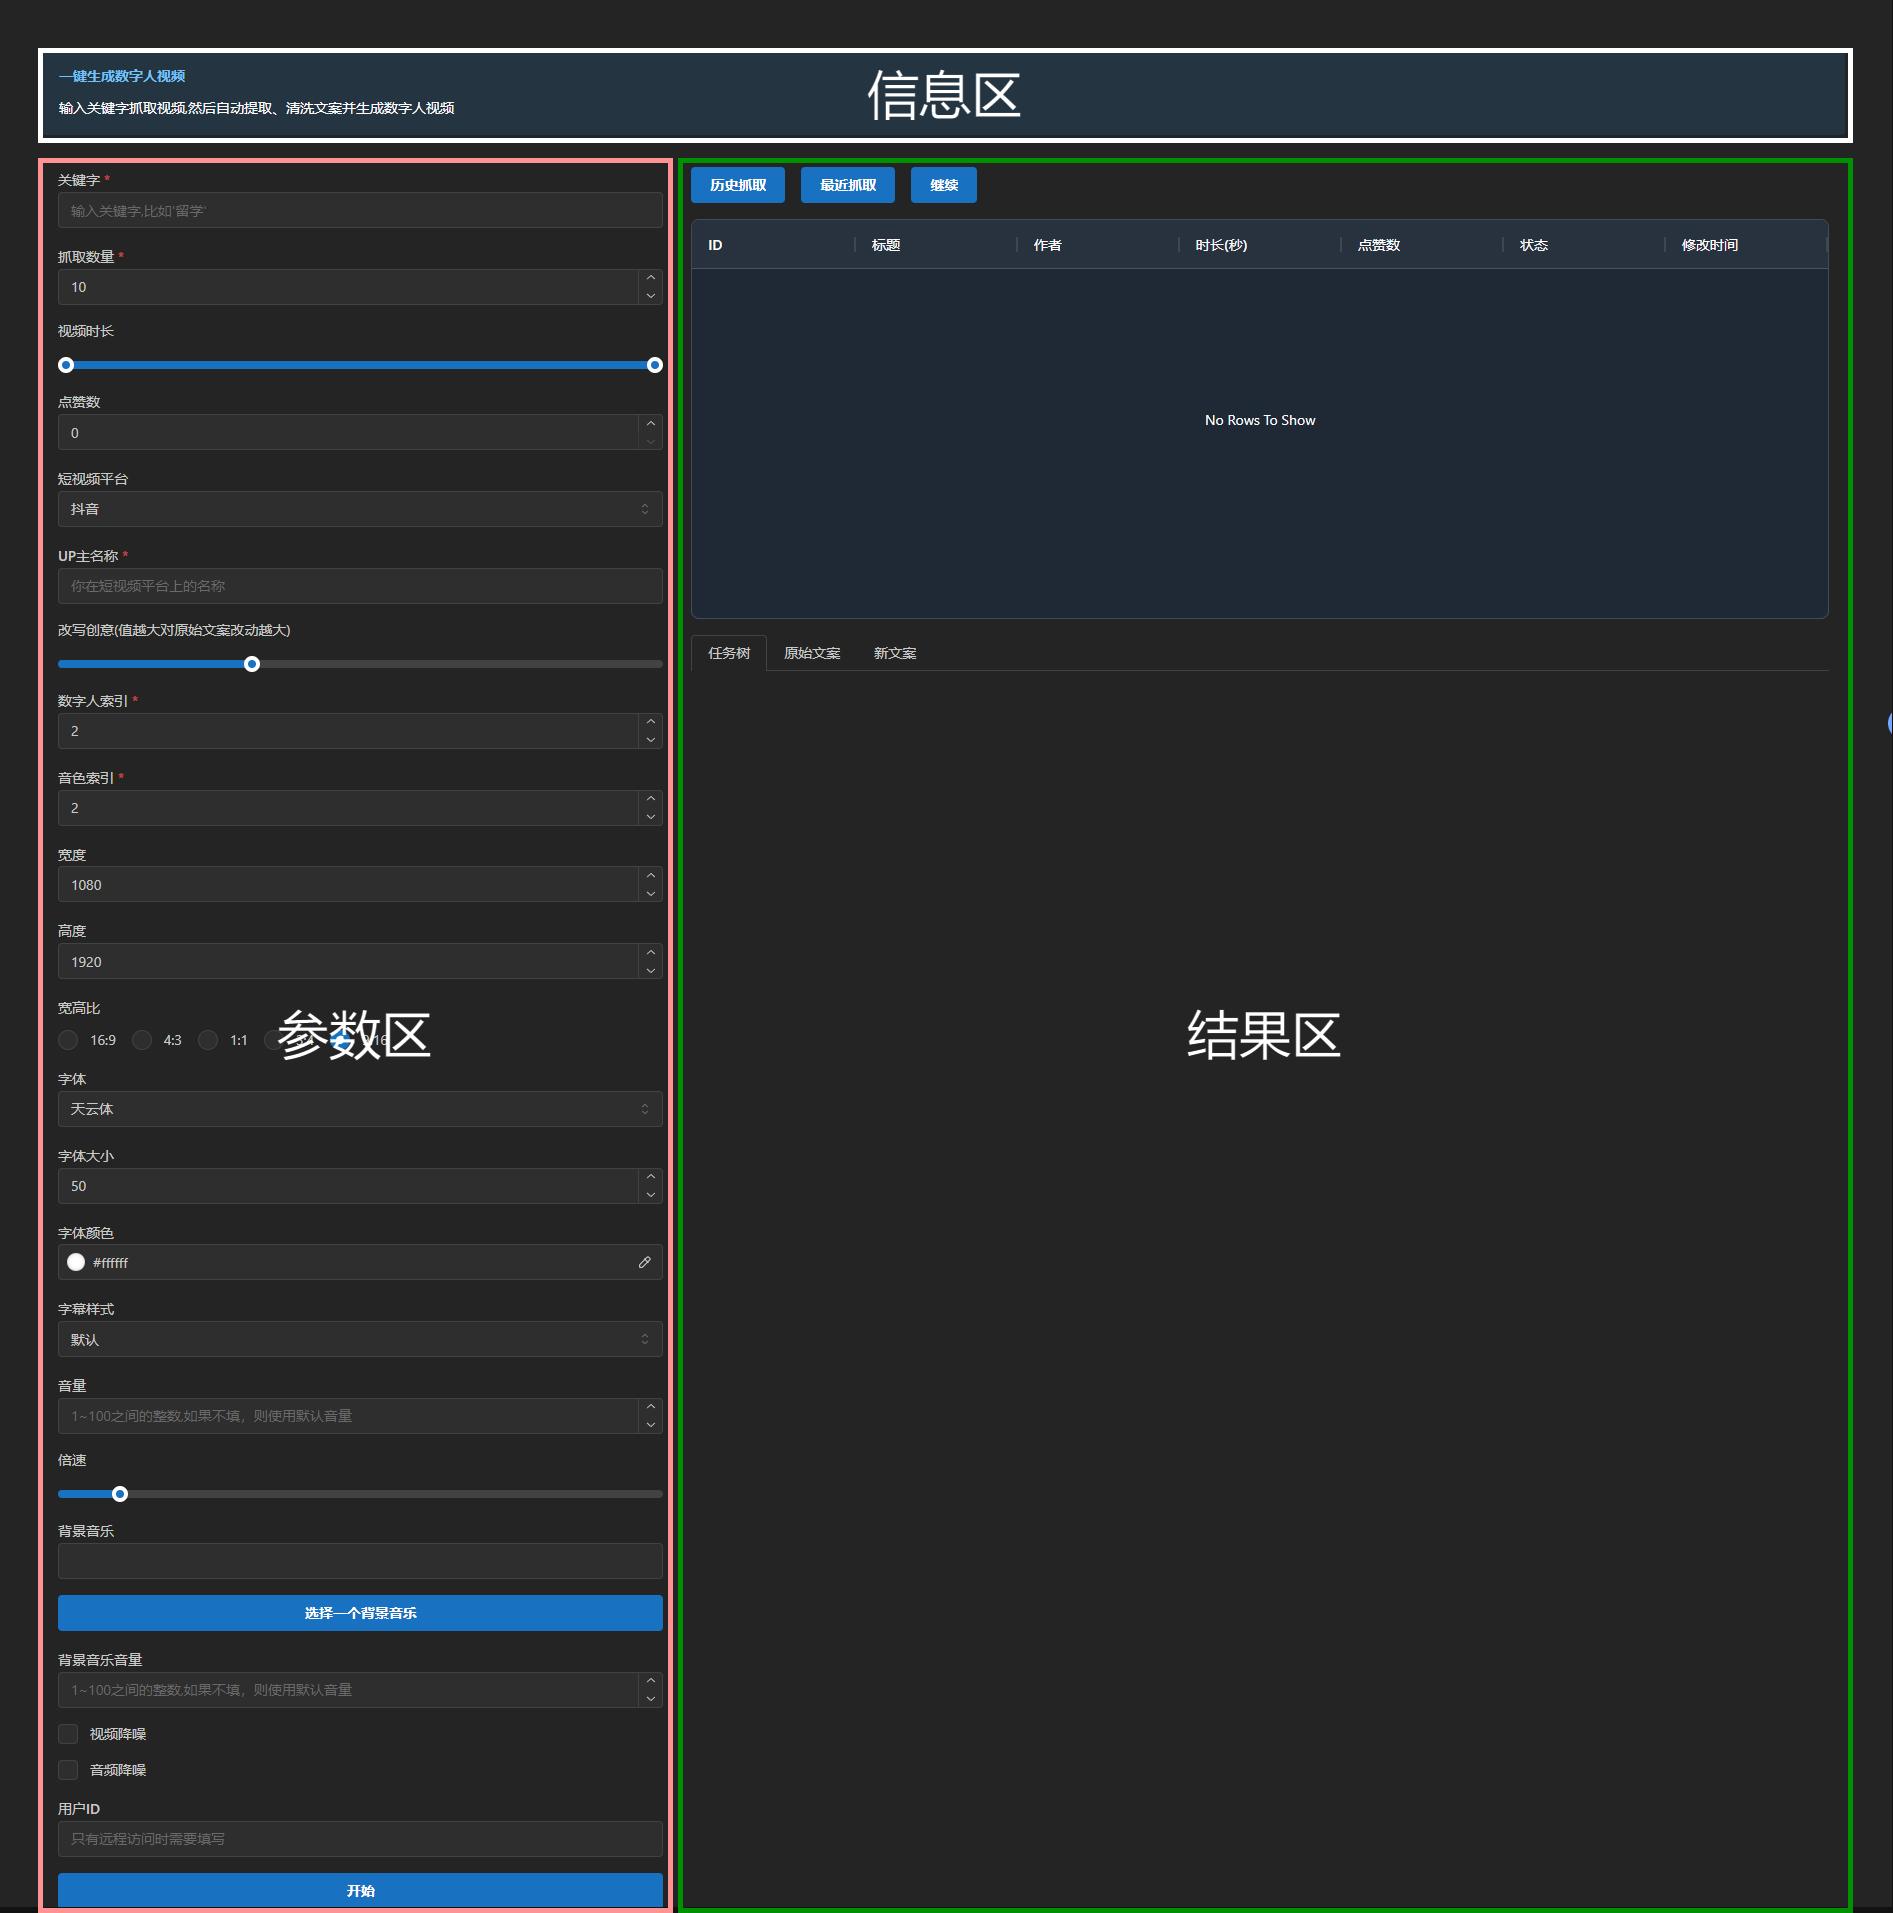 一键生成数字人视频
输入关键字抓取视频,然后自动提取、清洗文案并生成数字人视频
信息区
关键字 *
输入关键字,比如'留学'
抓取数量 *
10
视频时长
点赞数
0
短视频平台
抖音
UP主名称 *
你在短视频平台上的名称
改写创意(值越大对原始文案改动越大)
数字人索引 *
2
音色索引 *
2
宽度
1080
高度
1920
宽高比
16:9 4:3 1:1 3:4 9:16
参数区
字体
天云体
字体大小
50
字体颜色
#ffffff
字幕样式
默认
音量
1~100之间的整数,如果不填，则使用默认音量
倍速
背景音乐
选择一个背景音乐
背景音乐音量
1~100之间的整数,如果不填，则使用默认音量
视频降噪
音频降噪
用户ID
只有远程访问时需要填写
开始
历史抓取 最近抓取 继续
ID 标题 作者 时长(秒) 点赞数 状态 修改时间
No Rows To Show
任务树 原始文案 新文案
结果区